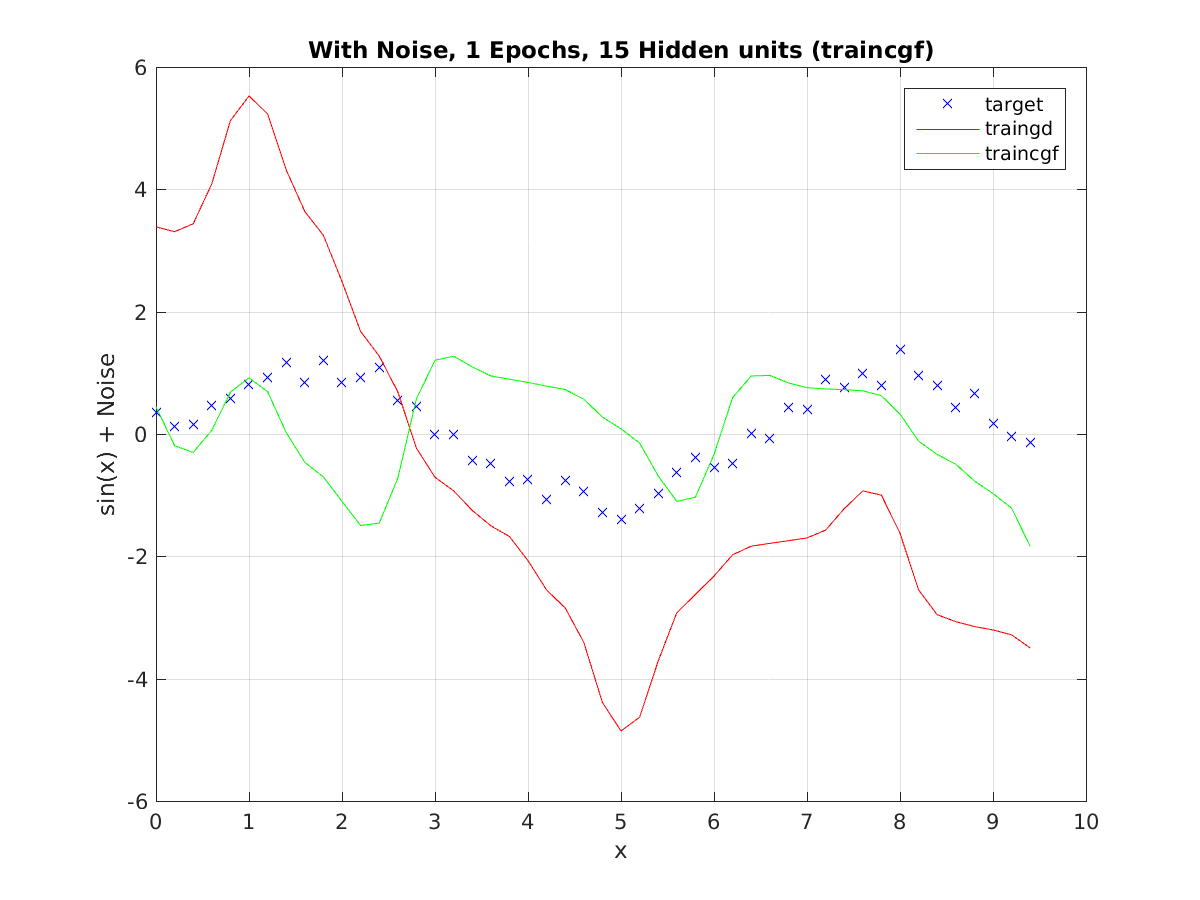 With Noise, 1 Epochs, 15 Hidden units (traincgf)
target
traingd
traincgf
6
4
2
0
-2
-4
-6
sin(x) + Noise
0 1 2 3 4 5 6 7 8 9 10
x